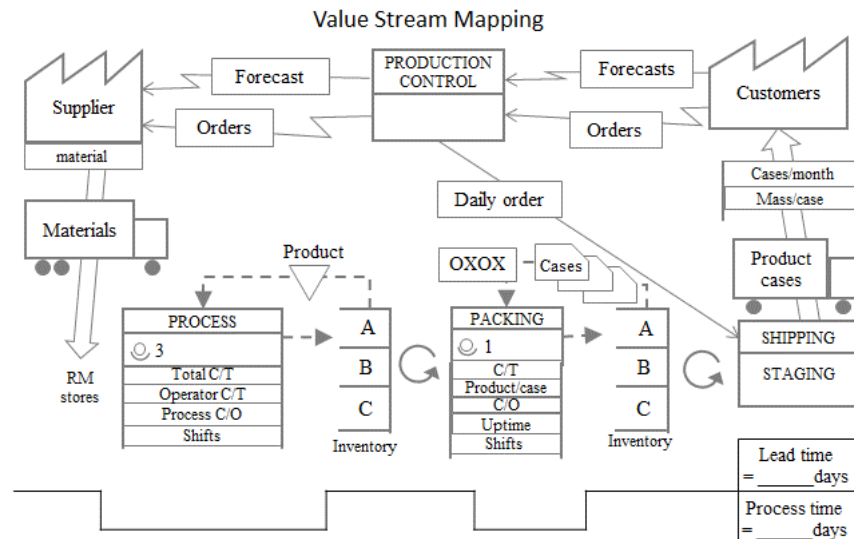 Value Stream Mapping
Supplier
material
Forecast
Orders
PRODUCTION
CONTROL
Forecasts
Orders
Customers
Cases/month
Mass/case
Daily order
Materials
Product
cases
RM
stores
Product
PROCESS
3
Total C/T
Operator C/T
Process C/O
Shifts
A
B
C
Inventory
OXOX
Cases
PACKING
1
C/T
Product/case
C/O
Uptime
Shifts
A
B
C
Inventory
SHIPPING
STAGING
Lead time
= ______days
Process time
= ______days